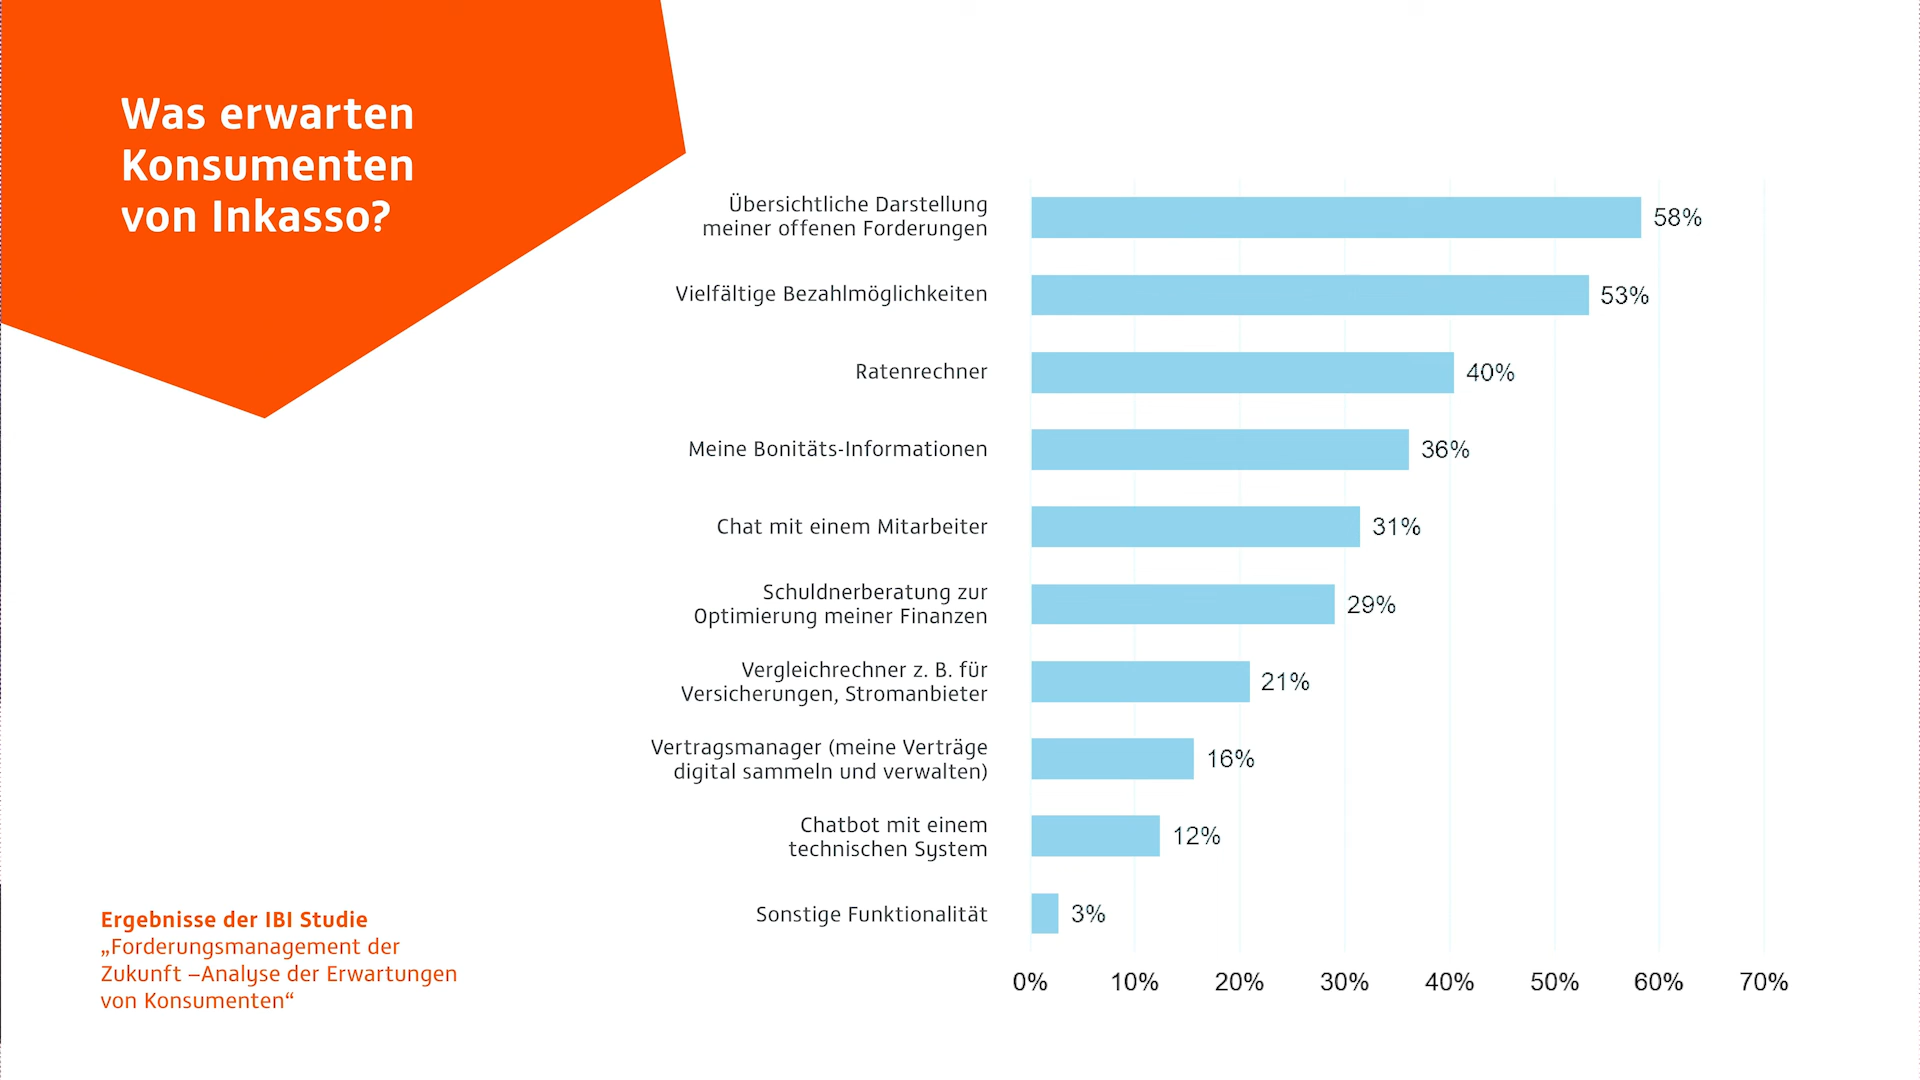 Was erwarten
Konsumenten
von Inkasso?
Übersichtliche Darstellung
meiner offenen Forderungen
58%
Vielfältige Bezahlmöglichkeiten
53%
Ratenrechner
40%
Meine Bonitäts-Informationen
36%
Chat mit einem Mitarbeiter
31%
Schuldnerberatung zur
Optimierung meiner Finanzen
29%
Vergleichrechner z. B. für
Versicherungen, Stromanbieter
21%
Vertragsmanager (meine Verträge
digital sammeln und verwalten)
16%
Chatbot mit einem
technischen System
12%
Sonstige Funktionalität
3%
0% 10% 20% 30% 40% 50% 60% 70%
Ergebnisse der IBI Studie
„Forderungsmanagement der
Zukunft –Analyse der Erwartungen
von Konsumenten“